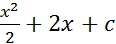 x²/2 + 2x + c